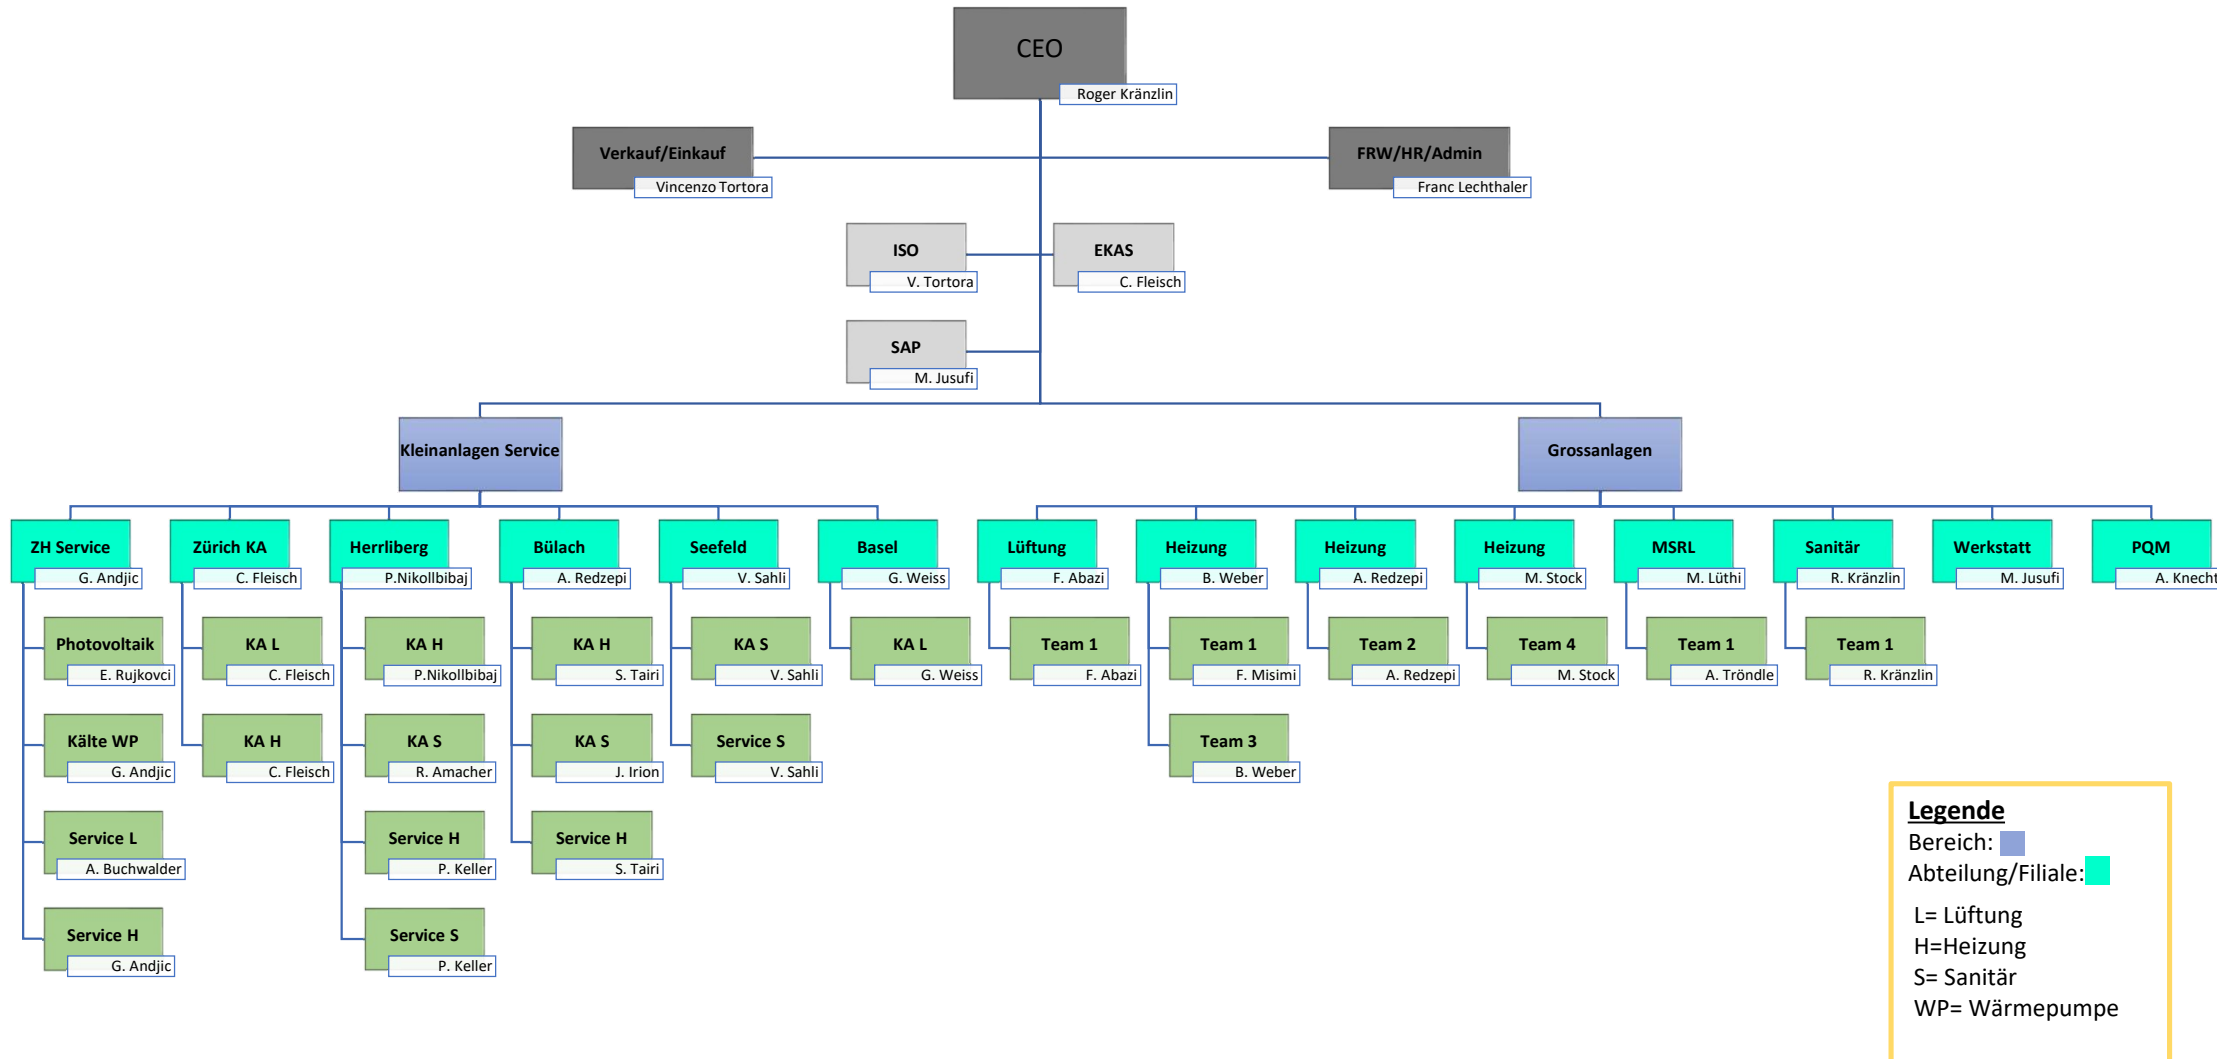 CEO
Roger Kränzlin
Verkauf/Einkauf
Vincenzo Tortora
FRW/HR/Admin
Franc Lechthaler
ISO
V. Tortora
EKAS
C. Fleisch
SAP
M. Jusufi
Kleinanlagen Service
Grossanlagen
ZH Service
G. Andjic
Zürich KA
C. Fleisch
Herrliberg
P.Nikollbibaj
Bülach
A. Redzepi
Seefeld
V. Sahli
Basel
G. Weiss
Lüftung
F. Abazi
Heizung
B. Weber
Heizung
A. Redzepi
Heizung
M. Stock
MSRL
M. Lüthi
Sanitär
R. Kränzlin
Werkstatt
M. Jusufi
PQM
A. Knecht
Photovoltaik
E. Rujkovci
KA L
C. Fleisch
KA H
P.Nikollbibaj
KA H
S. Tairi
KA S
V. Sahli
KA L
G. Weiss
Team 1
F. Abazi
Team 1
F. Misimi
Team 2
A. Redzepi
Team 4
M. Stock
Team 1
A. Tröndle
Team 1
R. Kränzlin
Kälte WP
G. Andjic
KA H
C. Fleisch
KA S
R. Amacher
KA S
J. Irion
Service S
V. Sahli
Team 3
B. Weber
Service L
A. Buchwalder
Service H
P. Keller
Service H
S. Tairi
Service H
G. Andjic
Service S
P. Keller
Legende
Bereich:
Abteilung/Filiale:
L= Lüftung
H=Heizung
S= Sanitär
WP= Wärmepumpe